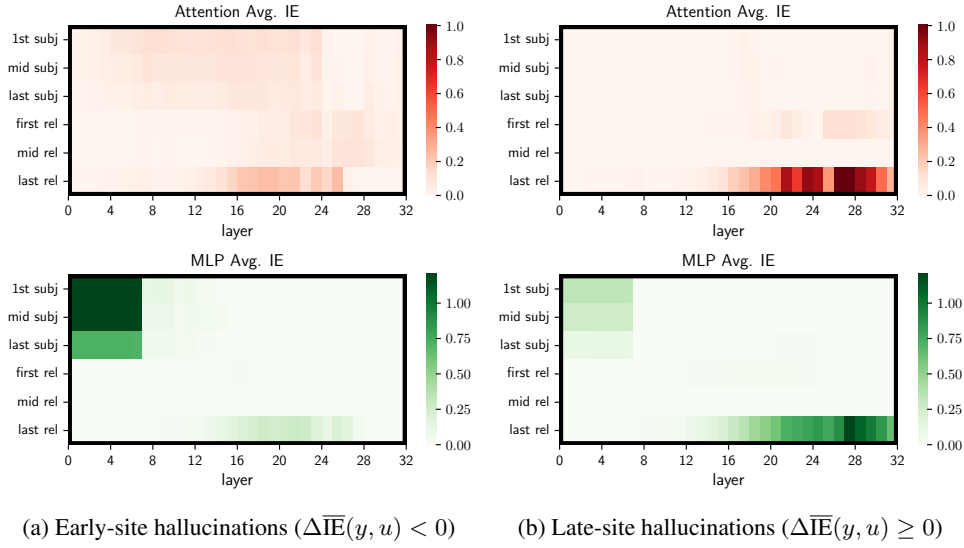 Attention Avg. IE
1st subj
mid subj
last subj
first rel
mid rel
last rel
0 4 8 12 16 20 24 28 32
layer
1.0
0.8
0.6
0.4
0.2
0.0
Attention Avg. IE
1st subj
mid subj
last subj
first rel
mid rel
last rel
0 4 8 12 16 20 24 28 32
layer
1.0
0.8
0.6
0.4
0.2
0.0
MLP Avg. IE
1st subj
mid subj
last subj
first rel
mid rel
last rel
0 4 8 12 16 20 24 28 32
layer
1.00
0.75
0.50
0.25
0.00
MLP Avg. IE
1st subj
mid subj
last subj
first rel
mid rel
last rel
0 4 8 12 16 20 24 28 32
layer
1.00
0.75
0.50
0.25
0.00
(a) Early-site hallucinations (Δ\overline{IE}(y, u) < 0)
(b) Late-site hallucinations (Δ\overline{IE}(y, u) ≥ 0)